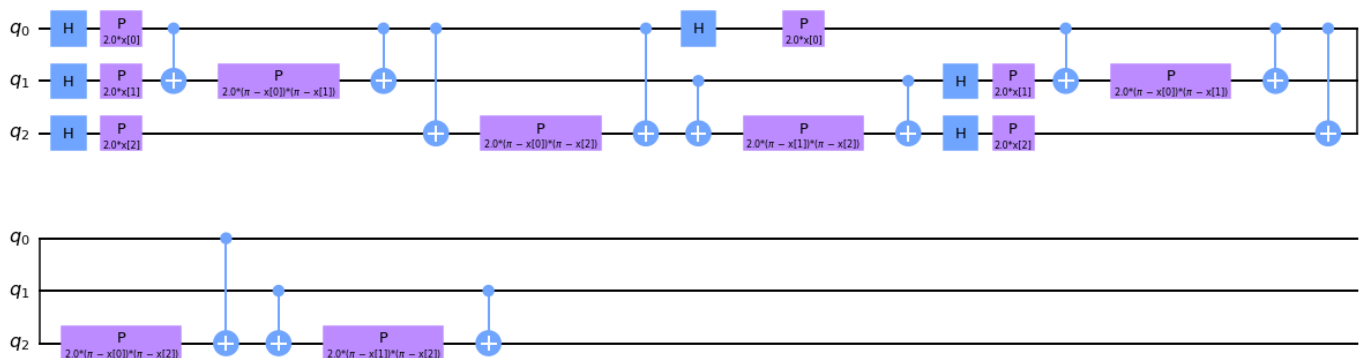 q0 H P 2.0*x[0] H P 2.0*x[0]
q1 H P 2.0*x[1] P 2.0*(π − x[0])*(π − x[1]) H P 2.0*x[1] P 2.0*(π − x[0])*(π − x[1])
q2 H P 2.0*x[2] P 2.0*(π − x[0])*(π − x[2]) P 2.0*(π − x[1])*(π − x[2]) H P 2.0*x[2]
q0
q1
q2 P 2.0*(π − x[0])*(π − x[2]) P 2.0*(π − x[1])*(π − x[2])